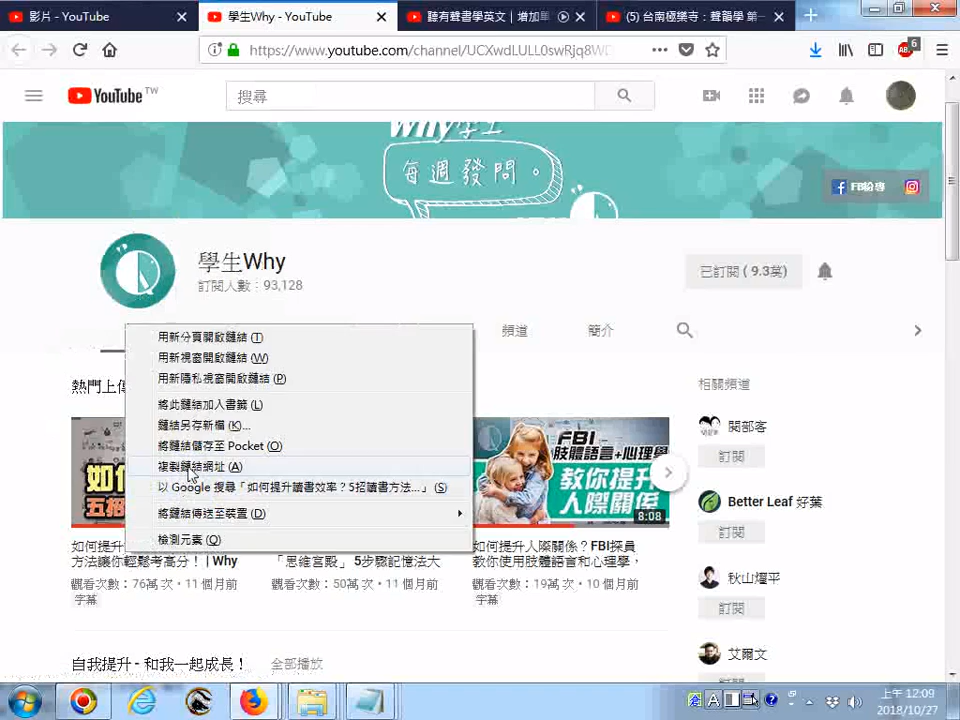 影片 - YouTube
學生Why - YouTube
聽有聲書學英文｜增加單
(5) 台南極樂寺：聲韻學 第一
https://www.youtube.com/channel/UCXwdLULL0swRjq8WD
6
YouTube TW
搜尋
Why學生
每週發問。
FB粉專
學生Why
訂閱人數：93,128
已訂閱 ( 9.3萬)
頻道
簡介
用新分頁開啟鏈結 (T)
用新視窗開啟鏈結 (W)
用新隱私視窗開啟鏈結 (P)
將此鏈結加入書籤 (L)
鏈結另存新檔 (K)...
將鏈結儲存至 Pocket (O)
複製鏈結網址 (A)
以 Google 搜尋「如何提升讀書效率？5招讀書方法...」 (S)
將鏈結傳送至裝置 (D)
檢測元素 (Q)
熱門上傳
相關頻道
閱部客
訂閱
Better Leaf 好葉
訂閱
秋山燿平
訂閱
艾爾文
如何
五招
FBI
肢體語言+心理學
教你提升
人際關係
8:08
如何提升
方法讓你輕鬆考高分！ | Why
觀看次數：76萬 次 • 11 個月前
字幕
「思維宮殿」 5步驟記憶大
觀看次數：50萬 次 • 11 個月前
如何提升人際關係？FBI探員
教你使用肢體語言和心理學，
觀看次數：19萬 次 • 10 個月前
字幕
自我提升 - 和我一起成長！ 全部播放
上午 12:09
2018/10/27